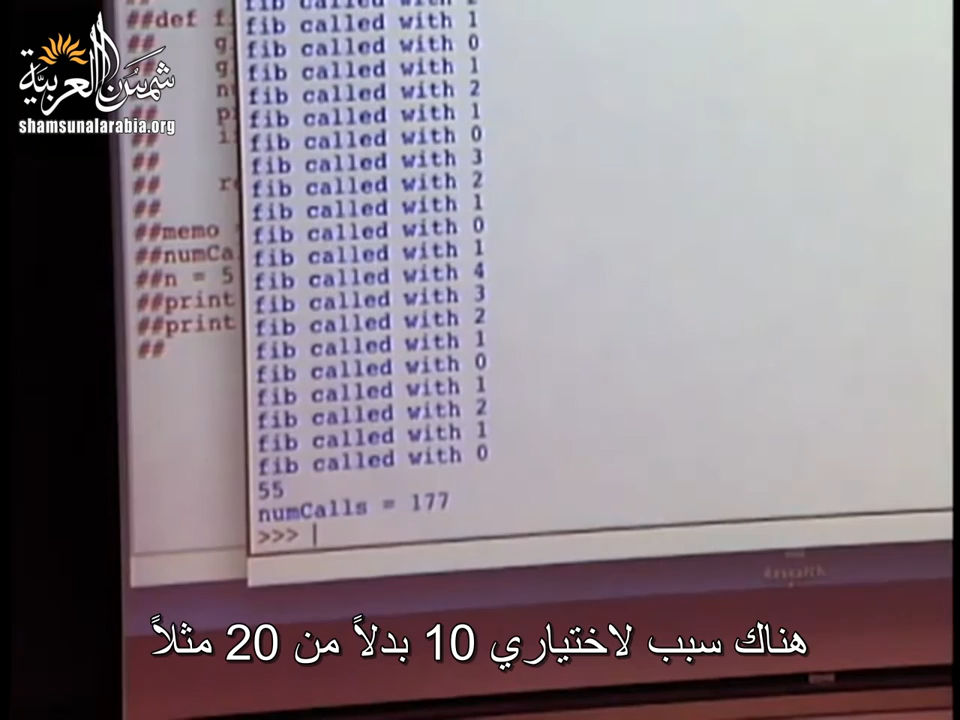 شمس العربية
shamsunalarabia.org
##def f
##
##
##
##
##
##
##
##
##memo
##numCa
##n = 5
##print
##print
##
fib called with 1
fib called with 0
fib called with 1
fib called with 2
fib called with 1
fib called with 0
fib called with 3
fib called with 2
fib called with 1
fib called with 0
fib called with 1
fib called with 4
fib called with 3
fib called with 2
fib called with 1
fib called with 0
fib called with 1
fib called with 2
fib called with 1
fib called with 0
55
numCalls = 177
>>>
هناك سبب لاختياري 10 بدلاً من 20 مثلاً